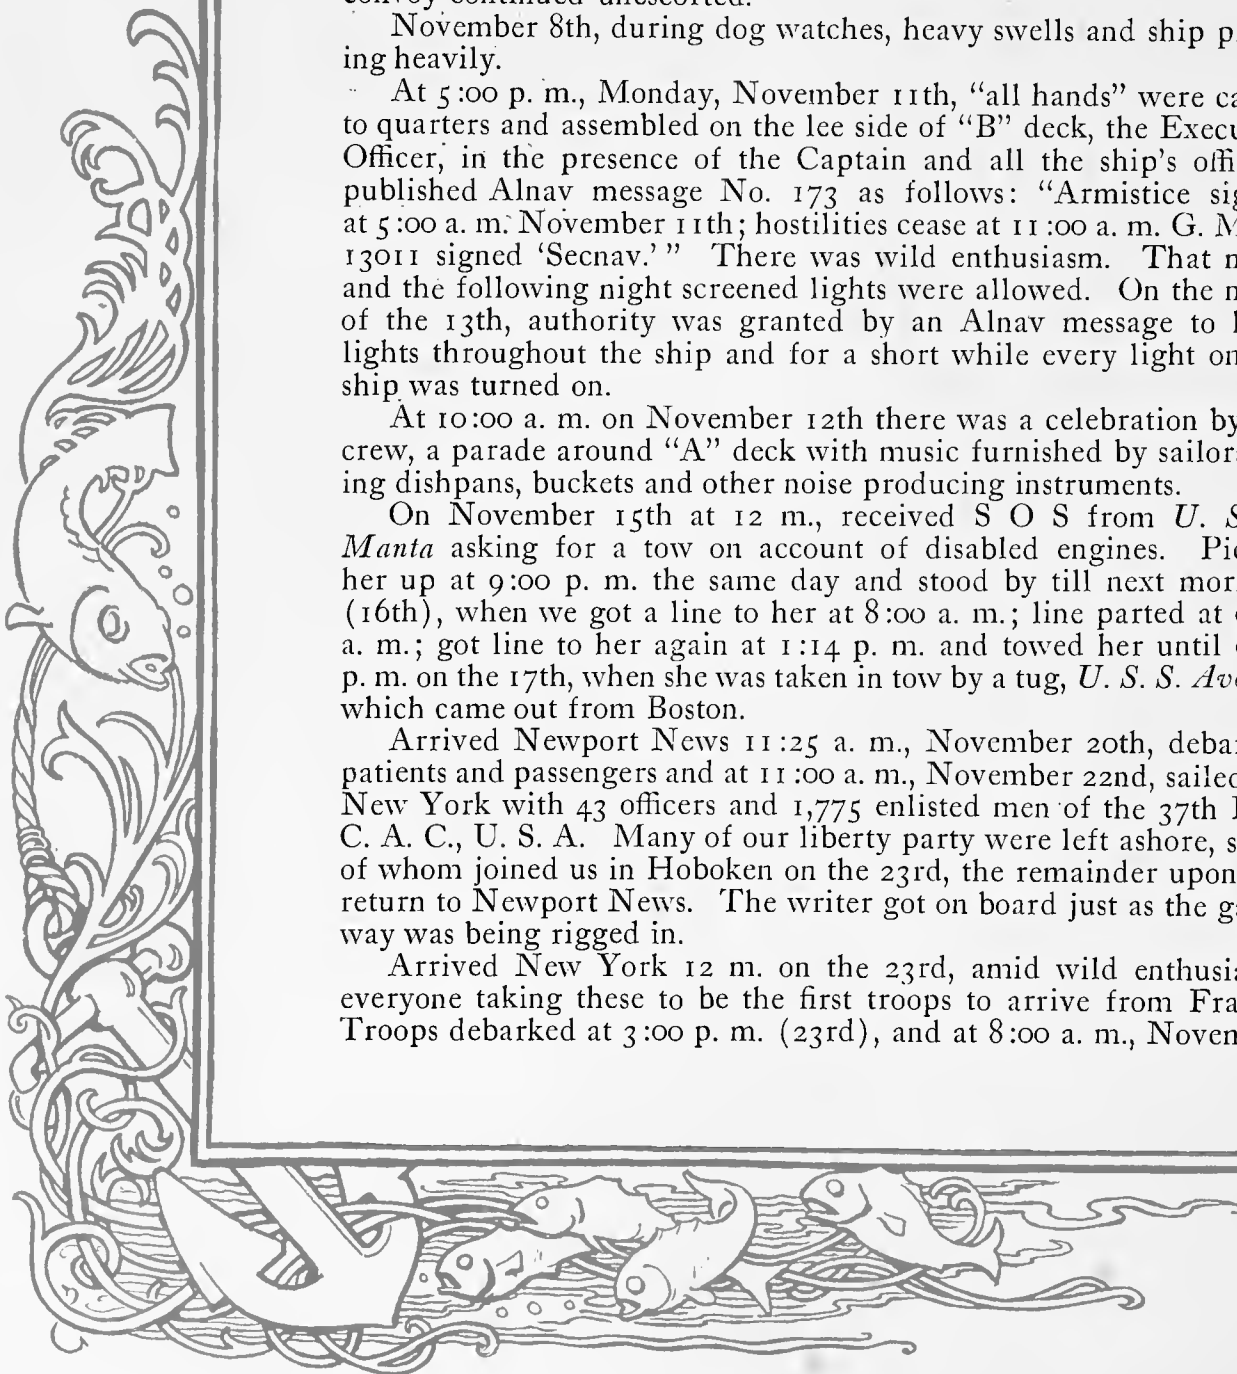 convoy continued unescorted.
November 8th, during dog watches, heavy swells and ship
ing heavily.
At 5:00 p. m., Monday, November 11th, “all hands” were
to quarters and assembled on the lee side of “B” deck, the
Officer, in the presence of the Captain and all the ship's
published Alnav message No. 173 as follows: “Armistice
at 5:00 a. m. November 11th; hostilities cease at 11:00 a. m. G.
13011 signed ‘Secnav.’” There was wild enthusiasm. That
and the following night screened lights were allowed. On the
of the 13th, authority was granted by an Alnav message to
lights throughout the ship and for a short while every light
ship was turned on.
At 10:00 a. m. on November 12th there was a celebration by
crew, a parade around “A” deck with music furnished by
ing dishpans, buckets and other noise producing instruments.
On November 15th at 12 m., received S O S from U. S.
Manta asking for a tow on account of disabled engines.
her up at 9:00 p. m. the same day and stood by till next
(16th), when we got a line to her at 8:00 a. m.; line parted at
a. m.; got line to her again at 1:14 p. m. and towed her until
p. m. on the 17th, when she was taken in tow by a tug, U. S. S.
which came out from Boston.
Arrived Newport News 11:25 a. m., November 20th,
patients and passengers and at 11:00 a. m., November 22nd, sailed
New York with 43 officers and 1,775 enlisted men of the 37th
C. A. C., U. S. A. Many of our liberty party were left ashore,
of whom joined us in Hoboken on the 23rd, the remainder upon
return to Newport News. The writer got on board just as the
way was being rigged in.
Arrived New York 12 m. on the 23rd, amid wild
everyone taking these to be the first troops to arrive from
Troops debarked at 3:00 p. m. (23rd), and at 8:00 a. m.,